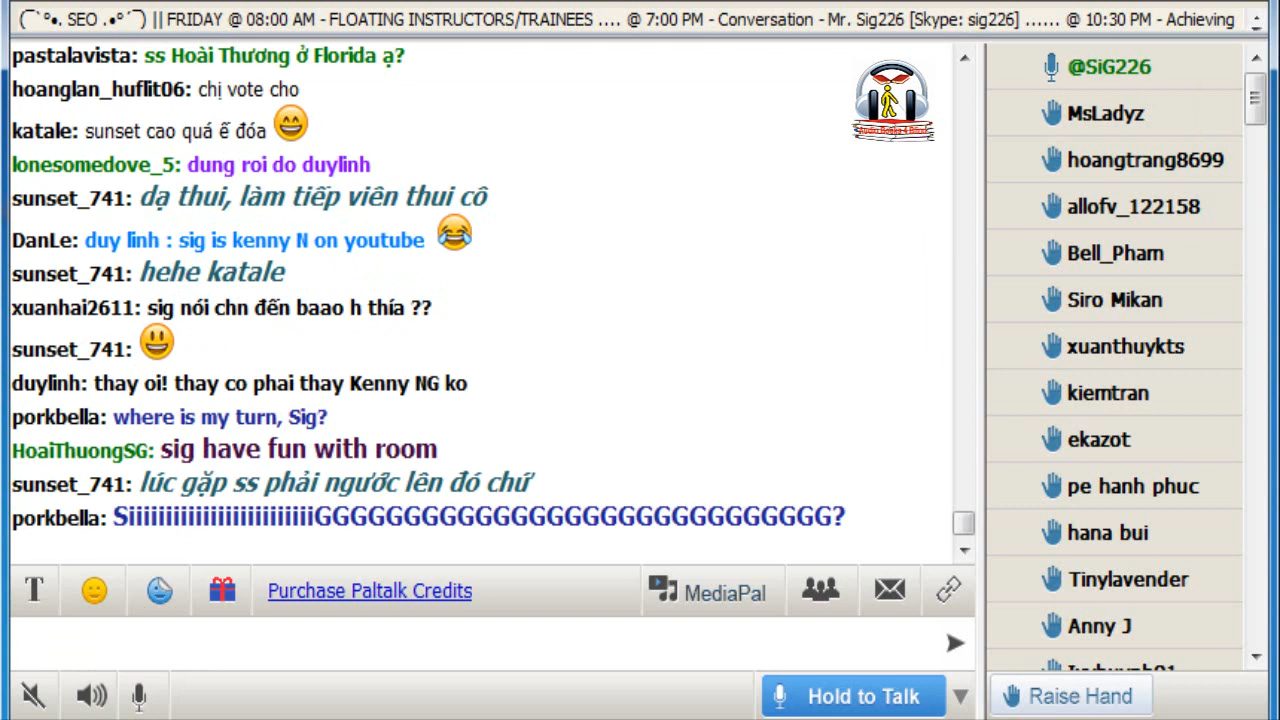 (¯`°•. SEO .•°´¯) || FRIDAY @ 08:00 AM - FLOATING INSTRUCTORS/TRAINEES .... @ 7:00 PM - Conversation - Mr. Sig226 [Skype: sig226] ...... @ 10:30 PM - Achieving
pastalavista: ss Hoài Thương ở Florida ạ?
hoanglan_huflit06: chị vote cho
katale: sunset cao quá ế đóa
lonesomedove_5: dung roi do duylinh
sunset_741: dạ thui, làm tiếp viên thui cô
DanLe: duy linh : sig is kenny N on youtube
sunset_741: hehe katale
xuanhai2611: sig nói chn đến baao h thía ??
sunset_741:
duylinh: thay oi! thay co phai thay Kenny NG ko
porkbella: where is my turn, Sig?
HoaiThuongSG: sig have fun with room
sunset_741: lúc gặp ss phải ngước lên đó chứ
porkbella: SiiiiiiiiiiiiiiiiiiiiiiiiiGGGGGGGGGGGGGGGGGGGGGGGGGGGGG?
Audio Books 4 Blind
T
Purchase Paltalk Credits
MediaPal
Hold to Talk
@SiG226
MsLadyz
hoangtrang8699
allofv_122158
Bell_Pham
Siro Mikan
xuanthuykts
kiemtran
ekazot
pe hanh phuc
hana bui
Tinylavender
Anny J
Raise Hand